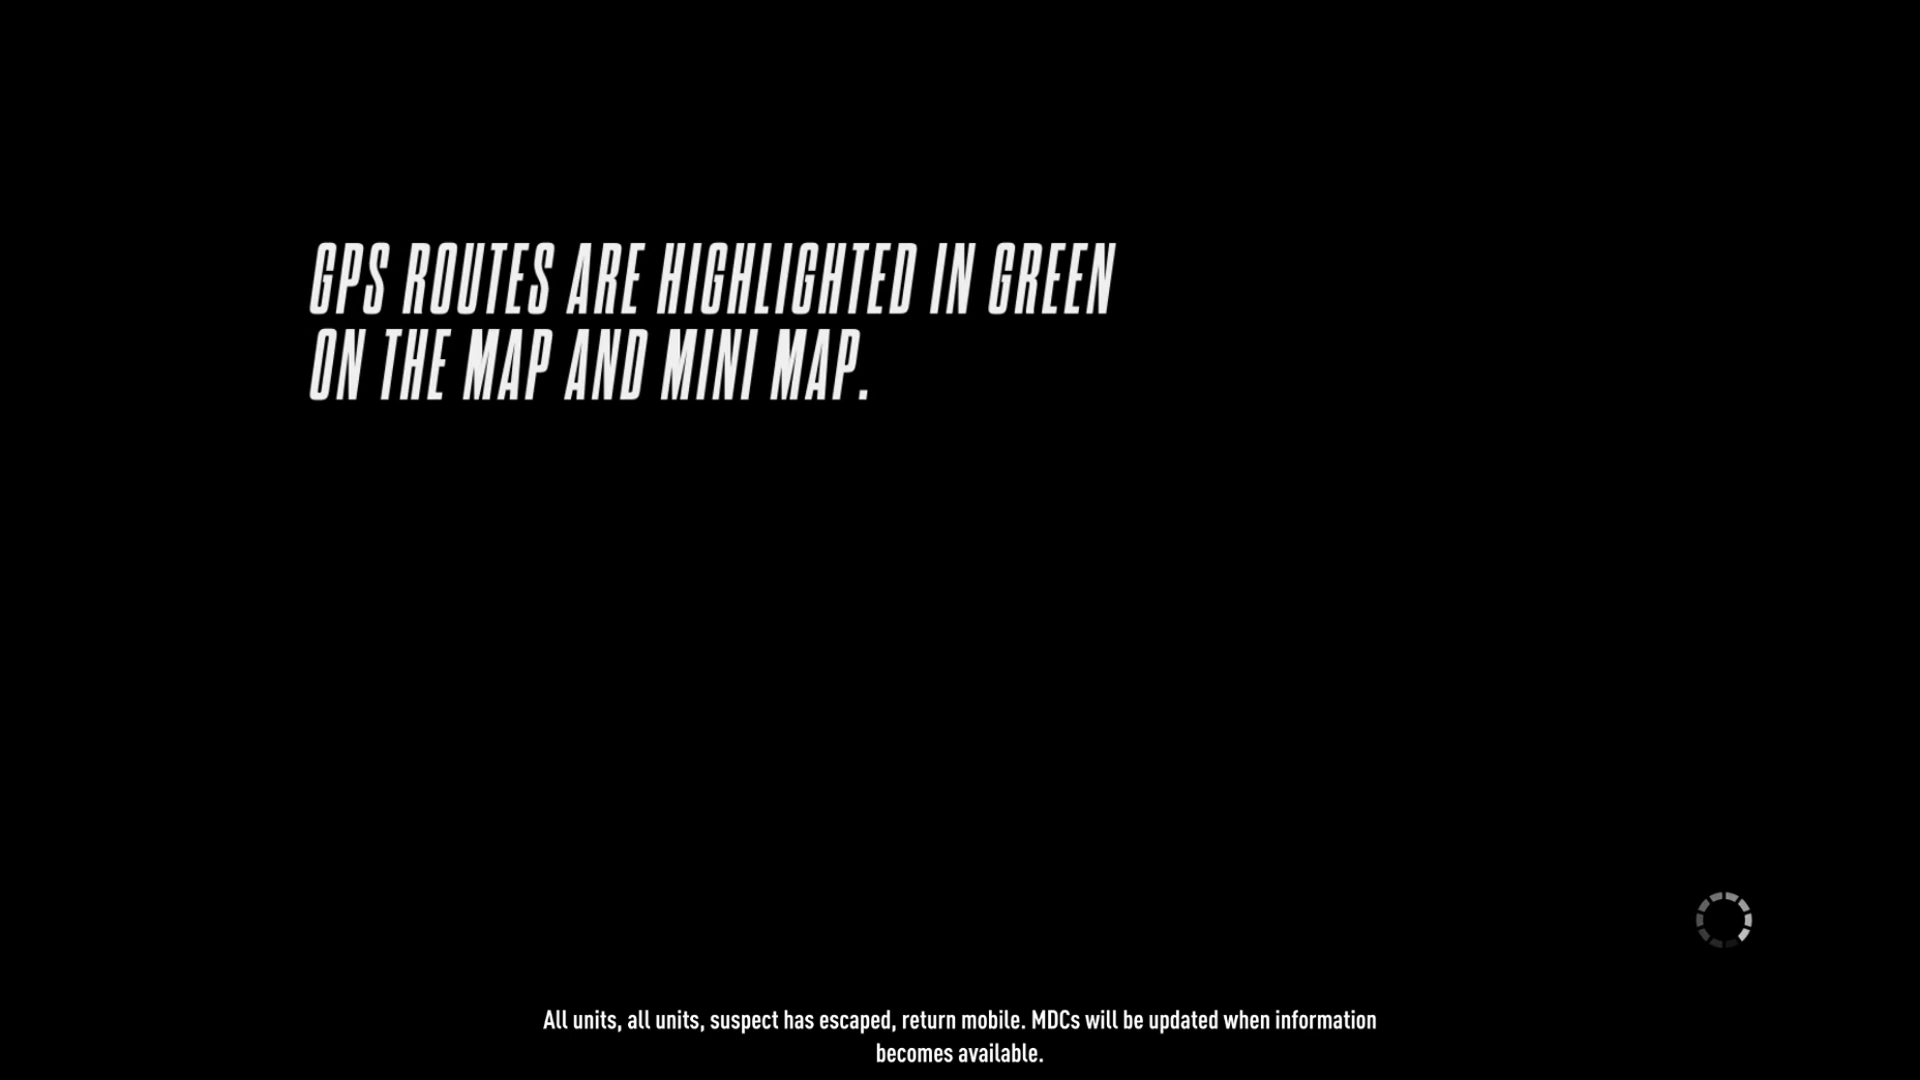 GPS ROUTES ARE HIGHLIGHTED IN GREEN
ON THE MAP AND MINI MAP.
All units, all units, suspect has escaped, return mobile. MDCs will be updated when information
becomes available.